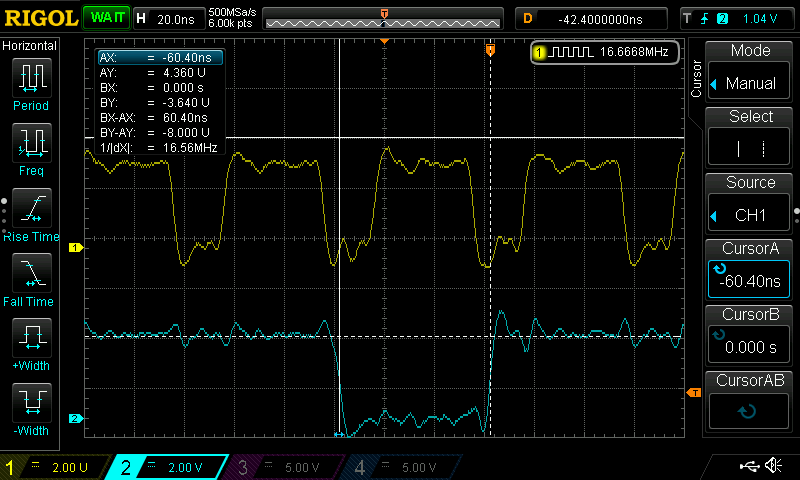 RIGOL WAIT H 20.0ns 500MSa/s 6.00k pts T D -42.4000000ns T 2 1.04 V
Horizontal
Period
Freq
Rise Time
Fall Time
+Width
-Width
AX: = -60.40ns
AY: = 4.360 U
BX: = 0.000 s
BY: = -3.640 U
BX-AX: = 60.40ns
BY-AY: = -8.000 U
1/|dX|: = 16.56MHz
T
1 16.6668MHz
1
2
T
Cursor
Mode
Manual
Select
Source
CH1
CursorA
-60.40ns
CursorB
0.000 s
CursorAB
1 = 2.00 U 2 = 2.00 V 3 = 5.00 V 4 = 5.00 V